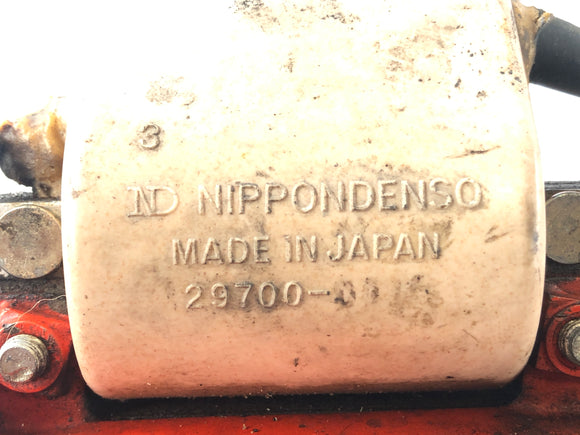 3
ND NIPPONDENSO
MADE IN JAPAN
29700-